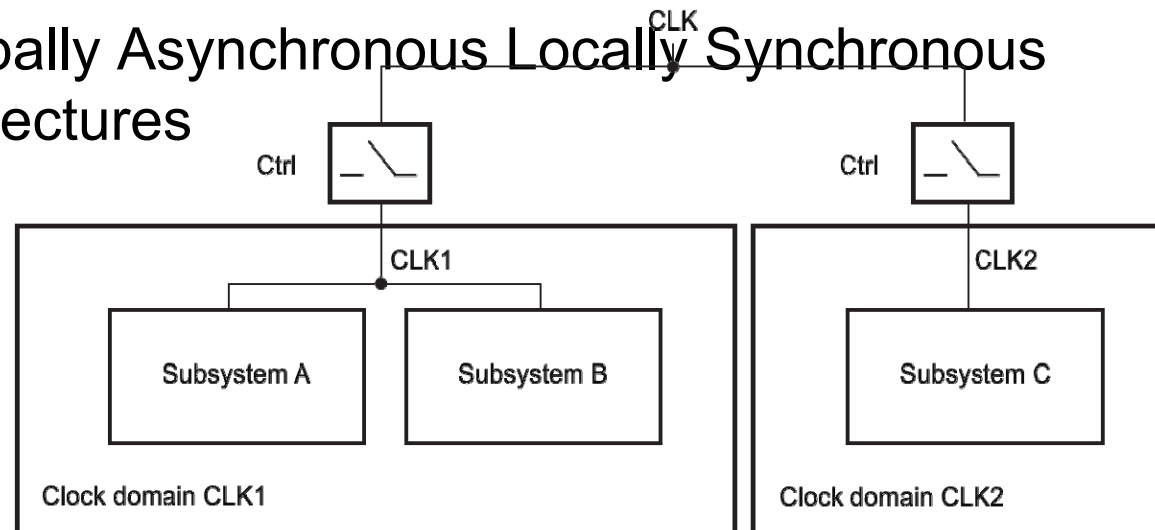 CLK
bally Asynchronous Locally Synchronous
ectures
Ctrl
Ctrl
CLK1
CLK2
Subsystem A
Subsystem B
Subsystem C
Clock domain CLK1
Clock domain CLK2